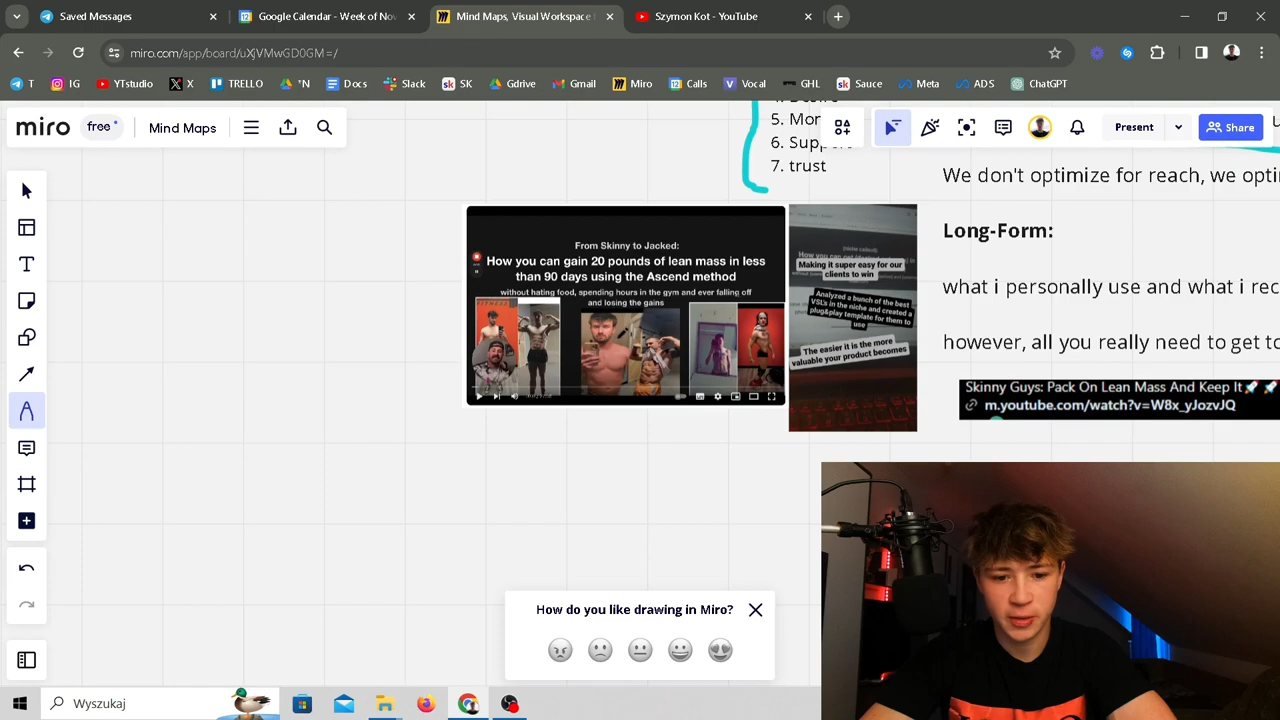 Saved Messages
Google Calendar - Week of Nov
Mind Maps, Visual Workspace
Szymon Kot - YouTube
miro.com/app/board/uXjVMwGD0GM=/
T
IG
YTstudio
X
TRELLO
*N
Docs
Slack
SK
Gdrive
Gmail
Miro
Calls
Vocal
GHL
Sauce
Meta
ADS
ChatGPT
miro
free
Mind Maps
Present
Share
5. Mon
6. Support
7. trust
We don't optimize for reach, we opti
Long-Form:
what i personally use and what i rec
however, all you really need to get to
From Skinny to Jacked:
How you can gain 20 pounds of lean mass in less
than 90 days using the Ascend method
without hating food, spending hours in the gym and ever falling off
and losing the gains
FITNESS
Making it super easy for our
clients to win
Analyzed a bunch of the best
VSL's in the niche and created a
plug&play template for them to
use
The easier it is the more
valuable your product becomes
Skinny Guys: Pack On Lean Mass And Keep It🚀 🚀
m.youtube.com/watch?v=W8x_yJozvJQ
How do you like drawing in Miro?
Wyszukaj